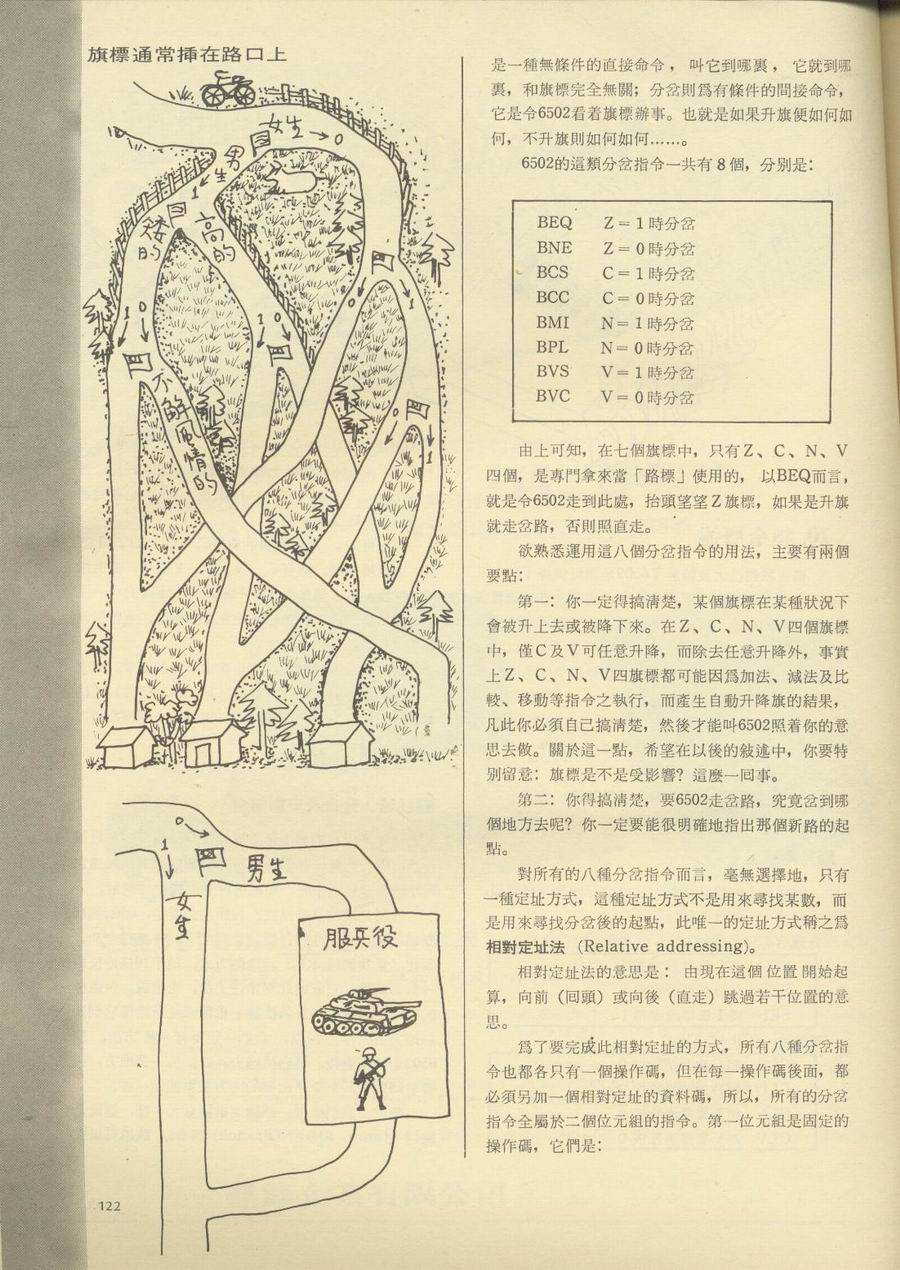 旗標通常揷在路口上
女生
0
男生
1
矮的
高的
1
0
1
0
0
1
不解風情的
0
1
0
1
男生
女生
服兵役
122
是一種無條件的直接命令，叫它到哪裏，它就到哪
裏，和旗標完全無關；分岔則爲有條件的間接命令，
它是令6502看着旗標辦事。也就是如果升旗便如何如
何，不升旗則如何如何……。
6502的這類分岔指令一共有8個，分別是：
BEQ Z＝1時分岔
BNE Z＝0時分岔
BCS C＝1時分岔
BCC C＝0時分岔
BMI N＝1時分岔
BPL N＝0時分岔
BVS V＝1時分岔
BVC V＝0時分岔
由上可知，在七個旗標中，只有Z、C、N、V
四個，是專門拿來當「路標」使用的，以BEQ而言，
就是令6502走到此處，抬頭望望Z旗標，如果是升旗
就走岔路，否則照直走。
欲熟悉運用這八個分岔指令的用法，主要有兩個
要點：
第一：你一定得搞淸楚，某個旗標在某種狀況下
會被升上去或被降下來。在Z、C、N、V四個旗標
中，僅C及V可任意升降，而除去任意升降外，事實
上Z、C、N、V四旗標都可能因爲加法、減法及比
較、移動等指令之執行，而產生自動升降旗的結果，
凡此你必須自己搞淸楚，然後才能叫6502照着你的意
思去做。關於這一點，希望在以後的敍述中，你要特
別留意：旗標是不是受影響？這麼一回事。
第二：你得搞淸楚，要6502走岔路，究竟岔到哪
個地方去呢？你一定要能很明確地指出那個新路的起
點。
對所有的八種分岔指令而言，毫無選擇地，只有
一種定址方式，這種定址方式不是用來尋找某數，而
是用來尋找分岔後的起點，此唯一的定址方式稱之爲
相對定址法（Relative addressing）。
相對定址法的意思是：由現在這個位置開始起
算，向前（回頭）或向後（直走）跳過若干位置的意
思。
爲了要完成此相對定址的方式，所有八種分岔指
令也都各只有一個操作碼，但在每一操作碼後面，都
必須另加一個相對定址的資料碼，所以，所有的分岔
指令全屬於二個位元組的指令。第一位元組是固定的
操作碼，它們是：